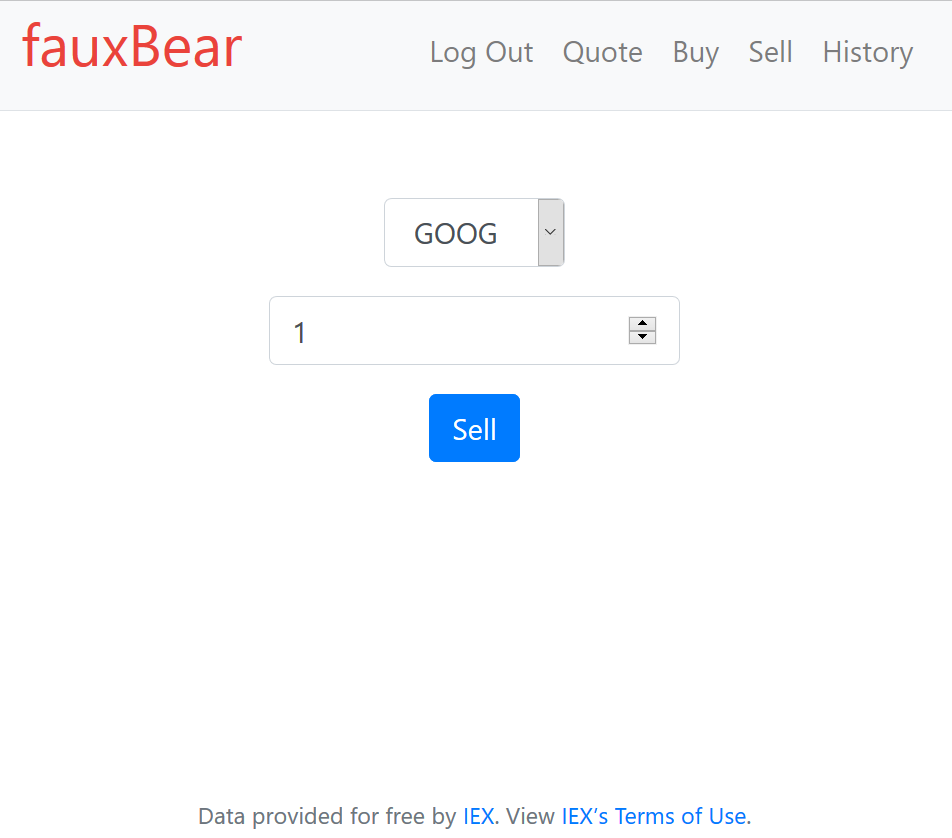 fauxBear
Log Out Quote Buy Sell History
GOOG
1
Sell
Data provided for free by IEX. View IEX’s Terms of Use.